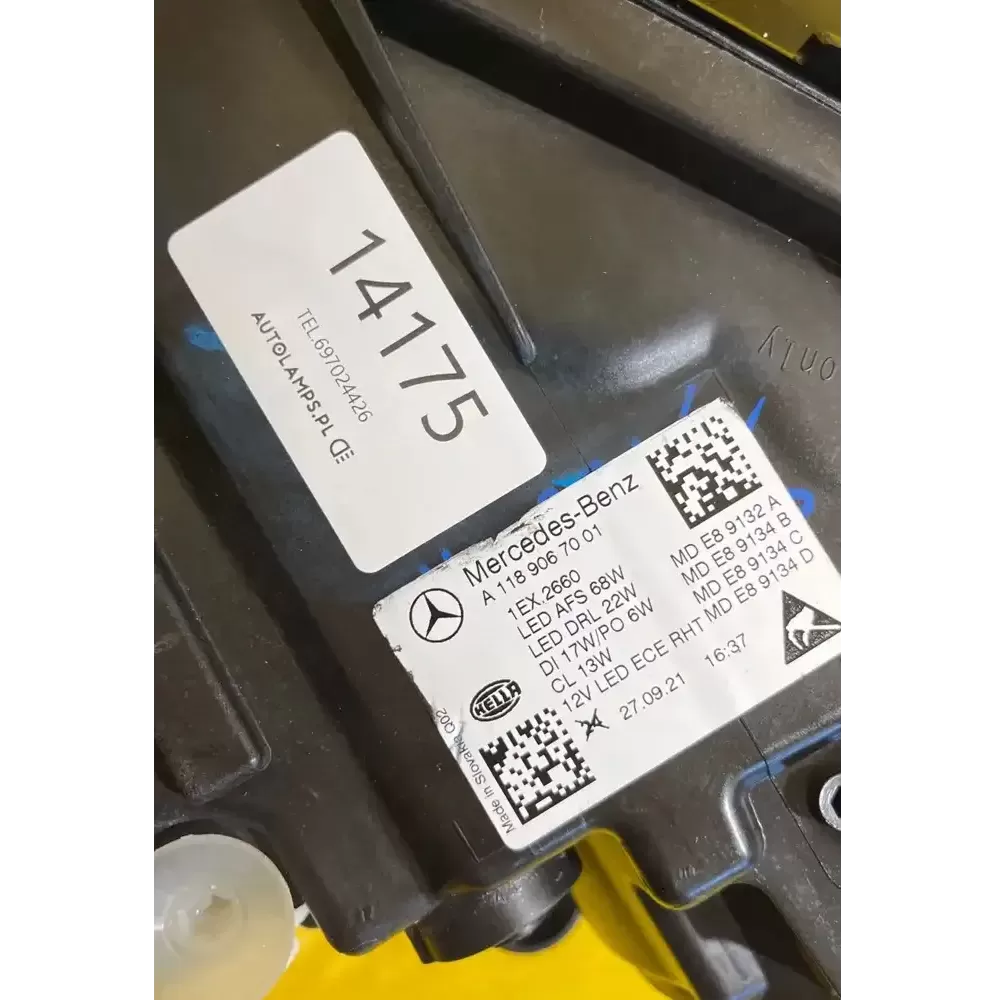 14175
TEL.697024426
AUTOLAMPS.PL
only
Mercedes-Benz
A 118 906 70 01
1EX.2660
LED AFS 68W
LED DRL 22W
DI 17W/PO 6W
CL 13W
12V LED ECE RHT
MD E8 9132 A
MD E8 9134 B
MD E8 9134 C
MD E8 9134 D
HELLA
27.09.21
16:37
Made in Slovakia Q02